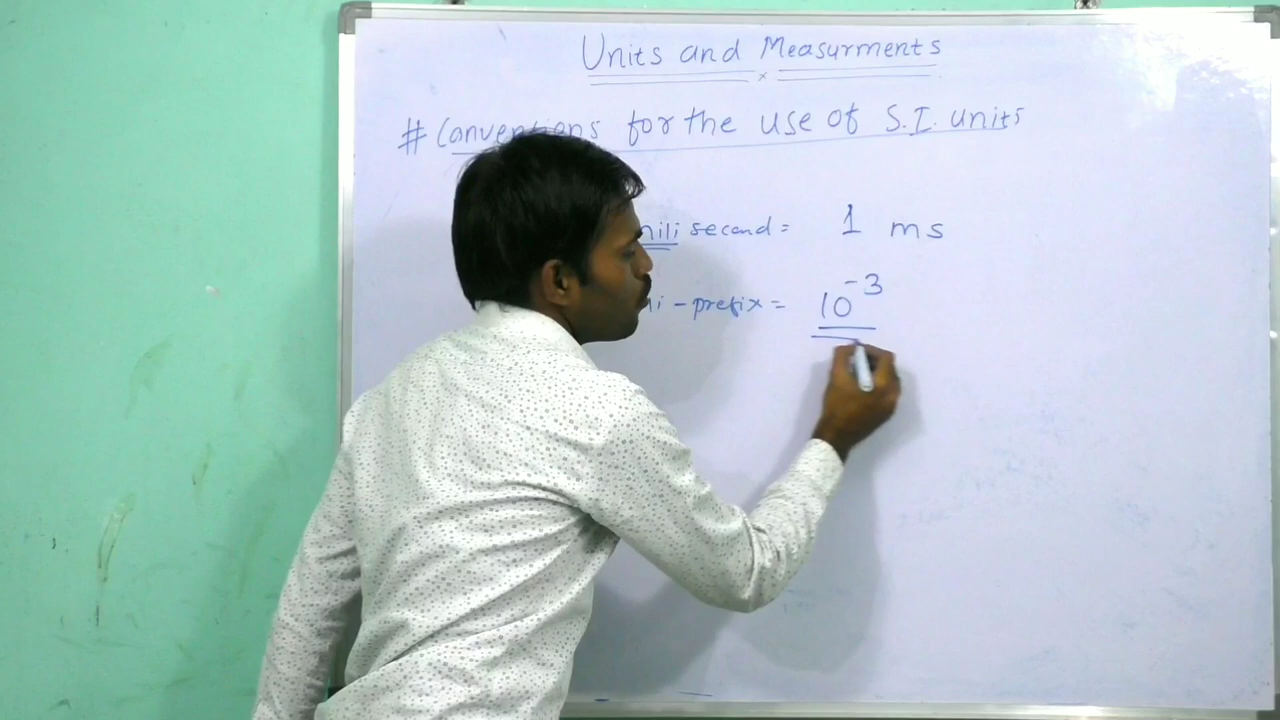 Units and Measurments
# Conventions for the use of S.I. units
second = 1 ms
- prefix = 10⁻³